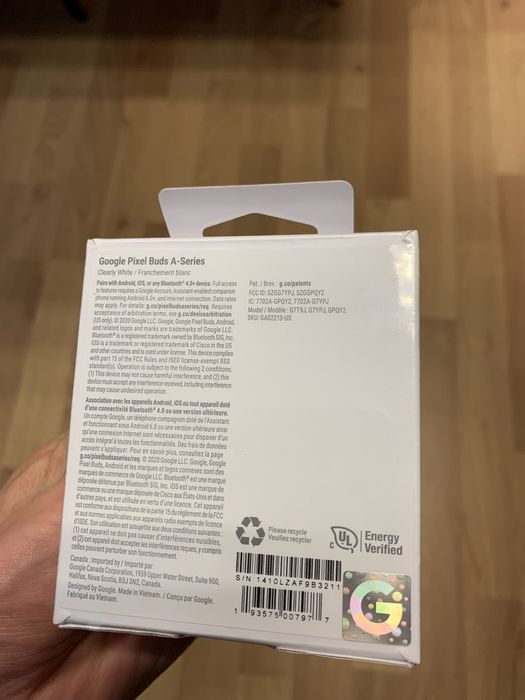 Google Pixel Buds A-Series
Clearly White / Franchement blanc
Pairs with Android, iOS, or any Bluetooth® 4.0+ device. Full access
to features requires a Google Account, Assistant-enabled companion
phone running Android 6.0+, and internet connection. Data rates
may apply. For details: g.co/pixelbudsaseries/req. Requires
acceptance of arbitration terms. see g.co/devicearbitration
(US only). © 2020 Google LLC. Google, Google Pixel Buds, Android,
and related logos and marks are trademarks of Google LLC.
Bluetooth® is a registered trademark owned by Bluetooth SIG, Inc.
IOS is a trademark or registered trademark of Cisco in the US
and other countries and is used under license. This device complies
with part 15 of the FCC Rules and ISED license-exempt RSS
standard(s). Operation is subject to the following 2 conditions:
(1) This device may not cause harmful interference, and (2) this
device must accept any interference received, including interference
that may cause undesired operation.
Association avec les appareils Android, iOS ou tout appareil doté
d'une connectivité Bluetooth® 4.0 ou une version ultérieure.
Un compte Google, un téléphone compagnon doté de l'Assistant
et fonctionnant sous Android 6.0 ou une version ultérieure ainsi
qu'une connexion Internet sont nécessaires pour disposer d'un
accès intégral à toutes les fonctionnalités. Des frais de données
peuvent s'appliquer. Pour en savoir plus, consultez la page
g.co/pixelbudsaseries/req. © 2020 Google LLC. Google, Google
Pixel Buds, Android et les marques et logos connexes sont des
marques de commerce de Google LLC. Bluetooth® est une marque
déposée détenue par Bluetooth SIG, Inc. iOS est une marque de
commerce ou une marque déposée de Cisco aux États-Unis et dans
d'autres pays, et est utilisée en vertu d'une licence. Cet appareil
est conforme aux dispositions de la partie 15 du règlement de la FCC
et aux normes applicables aux appareils radio exempts de licence
d'ISDE. Son utilisation est assujettie aux deux conditions suivantes :
(1) cet appareil ne doit pas causer d'interférences nuisibles,
et (2) cet appareil doit accepter les interférences reçues, y compris
celles pouvant perturber son fonctionnement.
Canada : Imported by / Importé par :
Google Canada Corporation, 1959 Upper Water Street, Suite 900,
Halifax, Nova Scotia, B3J 3N2, Canada.
Designed by Google. Made in Vietnam. / Conçu par Google.
Fabriqué au Vietnam.
Pat. / Brev. : g.co/patents
FCC ID: SZGG7YPJ, SZGGPQY2
IC: 7702A-GPQY2, 7702A-G7YPJ
Model / Modèle : G7T9J, G7YPJ, GPQY2
SKU: GA02213-US
Please recycle
Veuillez recycler
c UL ®
Energy
Verified
S/N:1410LZAF9B3211
1 93575 00797 7
G